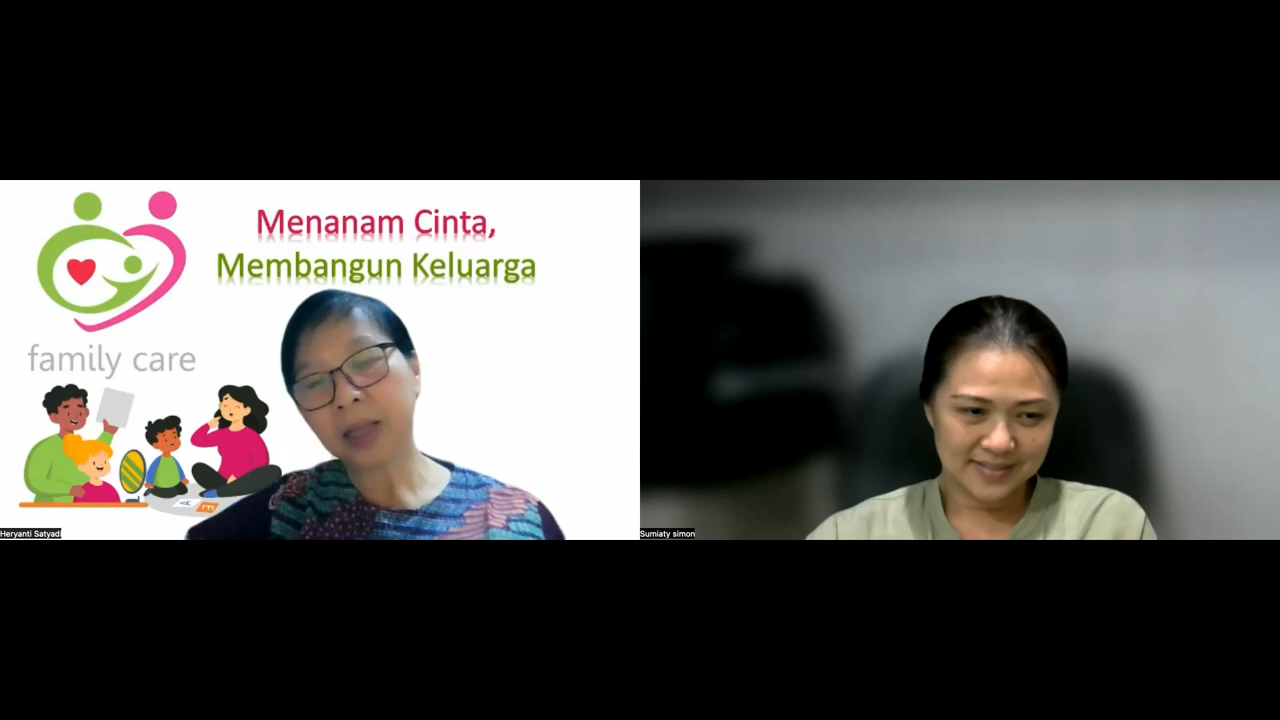 Menanam Cinta,
Membangun Keluarga
family care
A
E
Heryanti Satyadi
Sumiaty simon